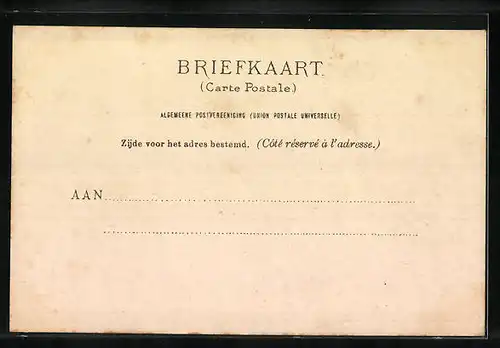 BRIEFKAART.
(Carte Postale)
ALGEMEENE POSTVEREENIGING (UNION POSTALE UNIVERSELLE)
Zijde voor het adres bestemd. (Côté réservé à l'adresse.)
AAN